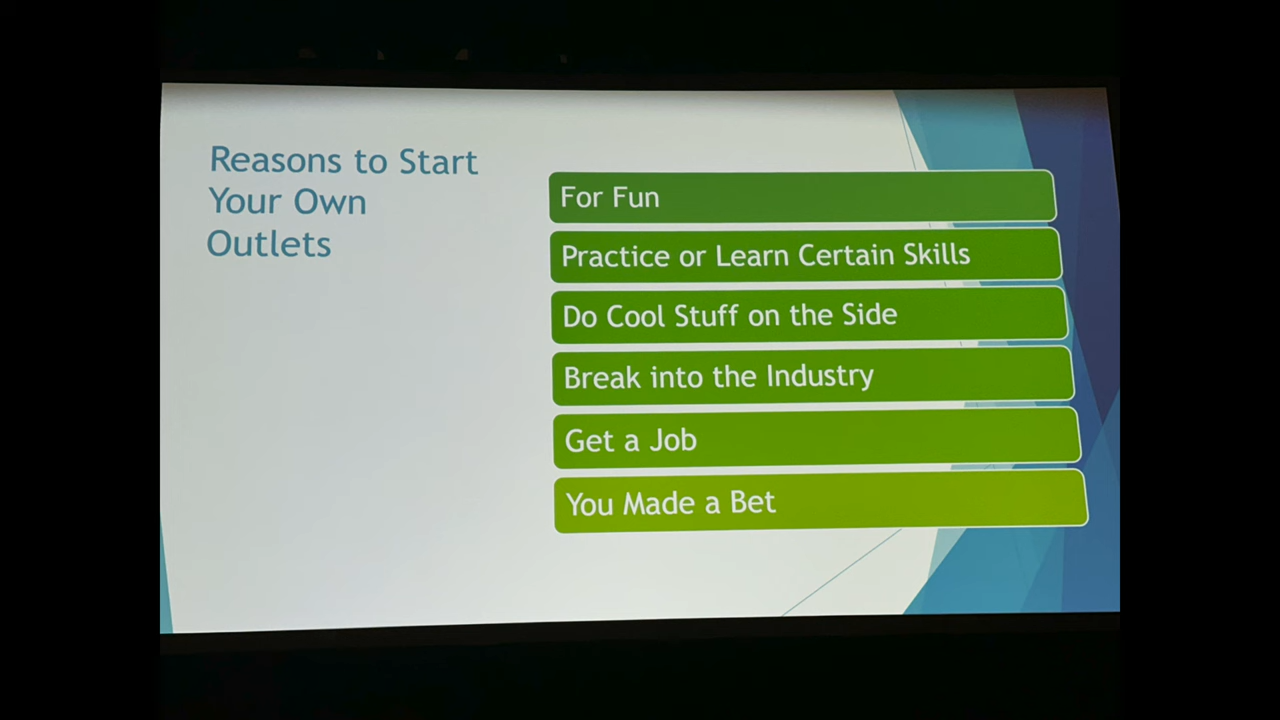 Reasons to Start
Your Own
Outlets
For Fun
Practice or Learn Certain Skills
Do Cool Stuff on the Side
Break into the Industry
Get a Job
You Made a Bet